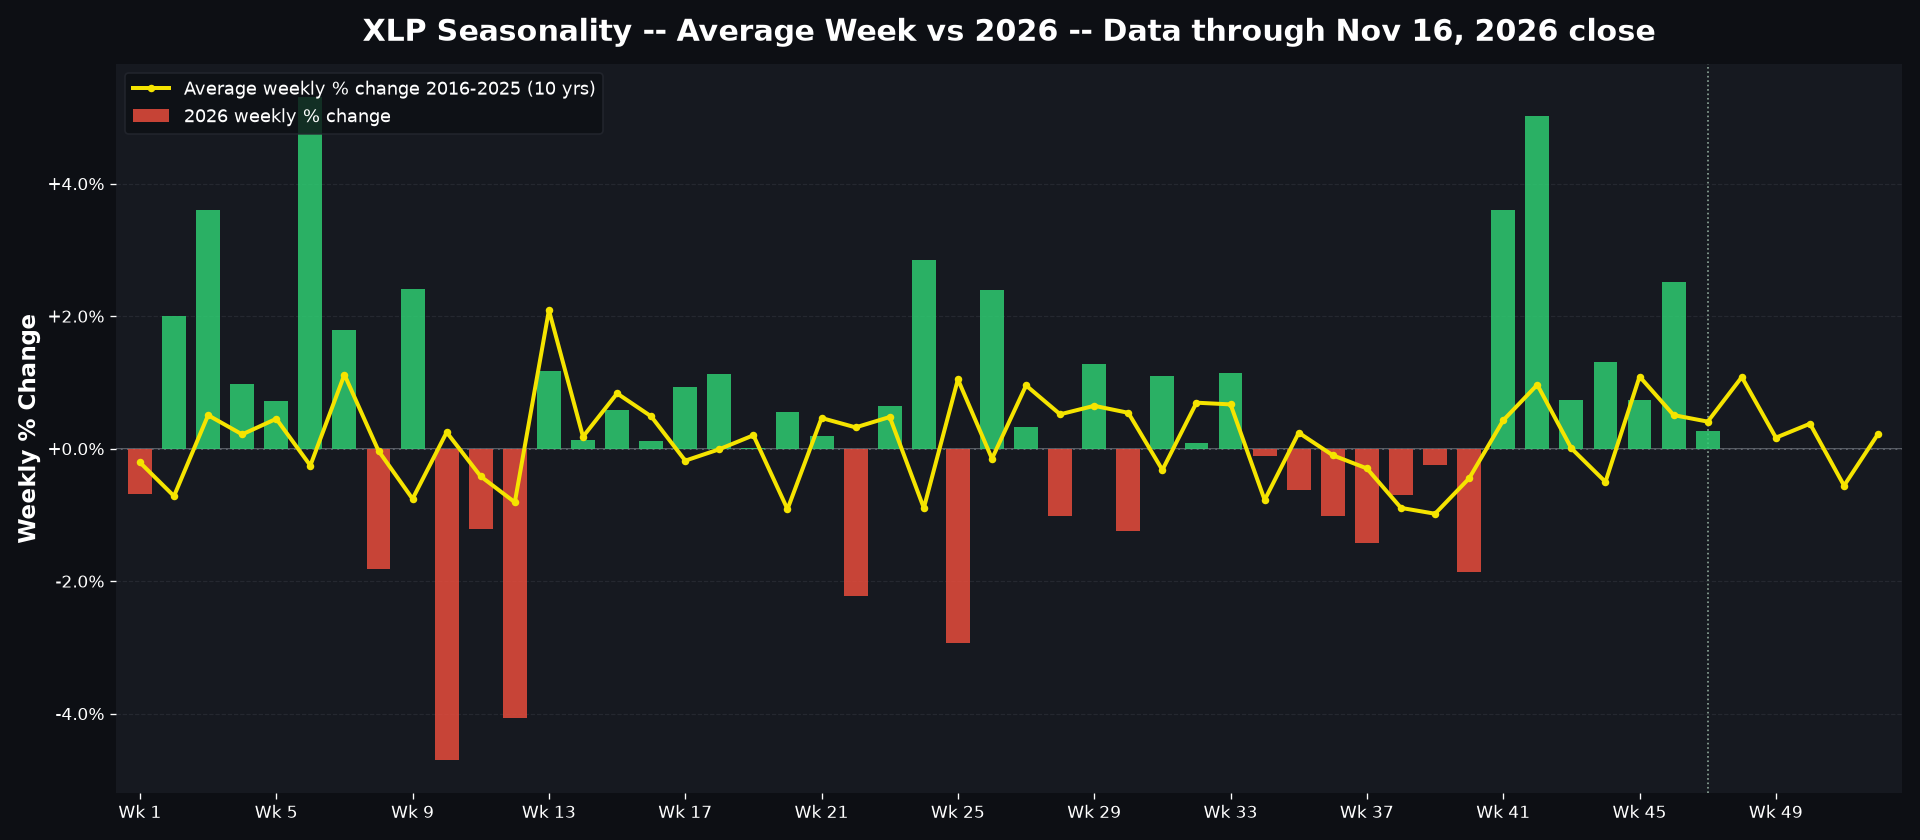 XLP Seasonality -- Average Week vs 2026 -- Data through Nov 16, 2026 close
Average weekly % change 2016-2025 (10 yrs)
2026 weekly % change
Weekly % Change
+4.0%
+2.0%
+0.0%
-2.0%
-4.0%
Wk 1
Wk 5
Wk 9
Wk 13
Wk 17
Wk 21
Wk 25
Wk 29
Wk 33
Wk 37
Wk 41
Wk 45
Wk 49